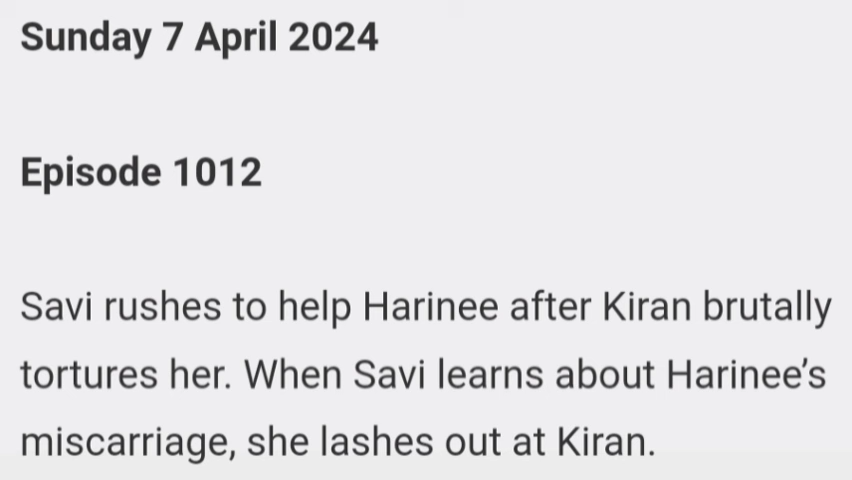 Sunday 7 April 2024
Episode 1012
Savi rushes to help Harinee after Kiran brutally
tortures her. When Savi learns about Harinee’s
miscarriage, she lashes out at Kiran.